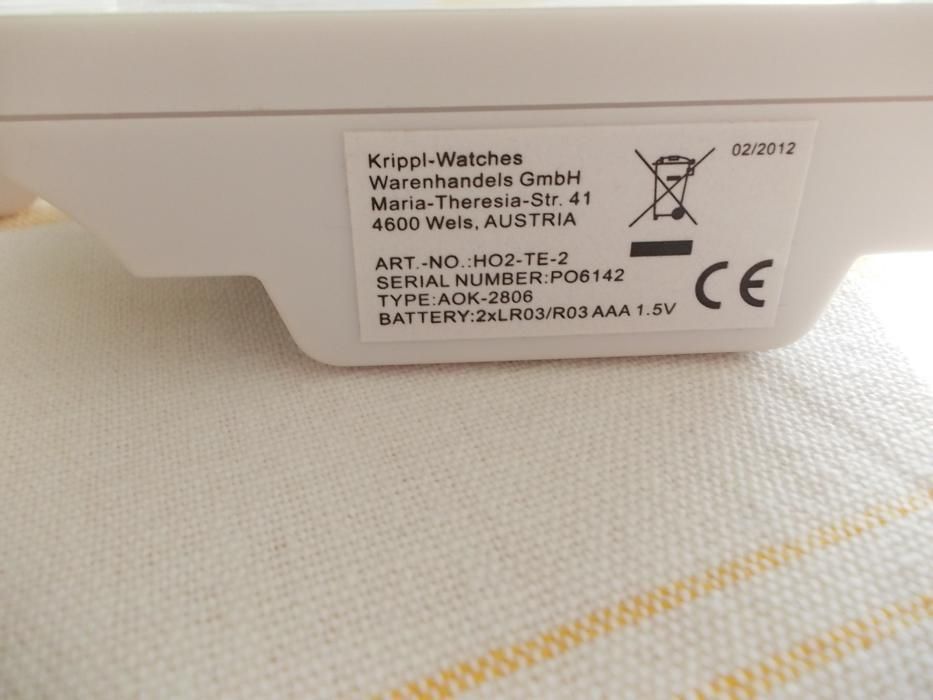 Krippl-Watches
Warenhandels GmbH
Maria-Theresia-Str. 41
4600 Wels, AUSTRIA
02/2012
ART.-NO.:HO2-TE-2
SERIAL NUMBER:PO6142
TYPE:AOK-2806
BATTERY:2xLR03/R03 AAA 1.5V
CE